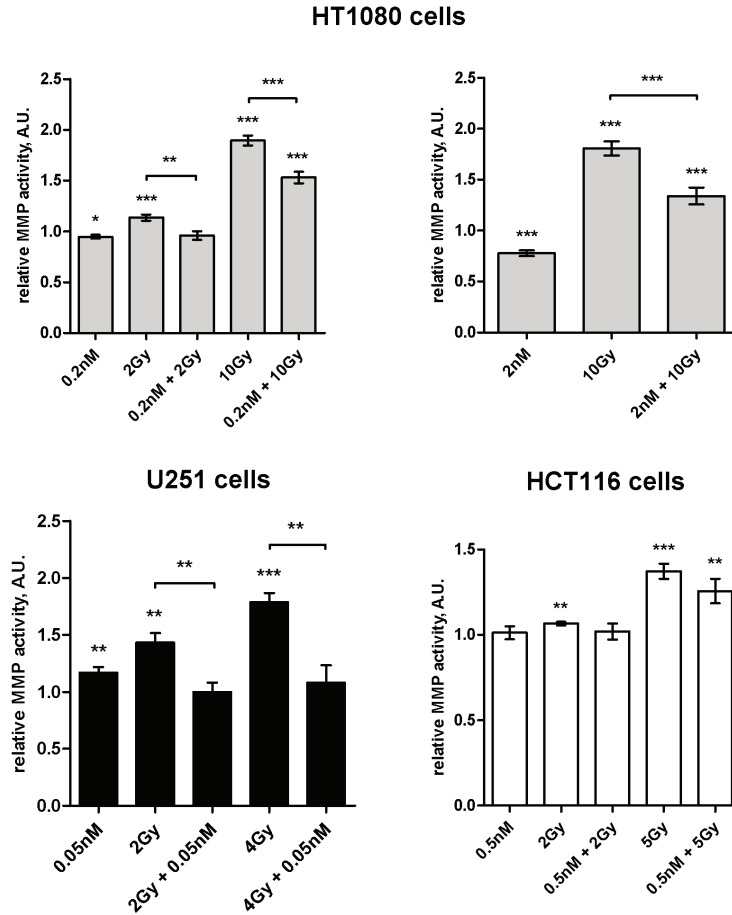 HT1080 cells
relative MMP activity, A.U.
2.5
2.0
1.5
1.0
0.5
0.0
*
***
**
***
***
***
0.2nM
2Gy
0.2nM + 2Gy
10Gy
0.2nM + 10Gy
relative MMP activity, A.U.
2.5
2.0
1.5
1.0
0.5
0.0
***
***
***
***
2nM
10Gy
2nM + 10Gy
U251 cells
relative MMP activity, A.U.
2.5
2.0
1.5
1.0
0.5
0.0
**
**
**
***
**
0.05nM
2Gy
2Gy + 0.05nM
4Gy
4Gy + 0.05nM
HCT116 cells
relative MMP activity, A.U.
1.5
1.0
0.5
0.0
**
***
**
0.5nM
2Gy
0.5nM + 2Gy
5Gy
0.5nM + 5Gy